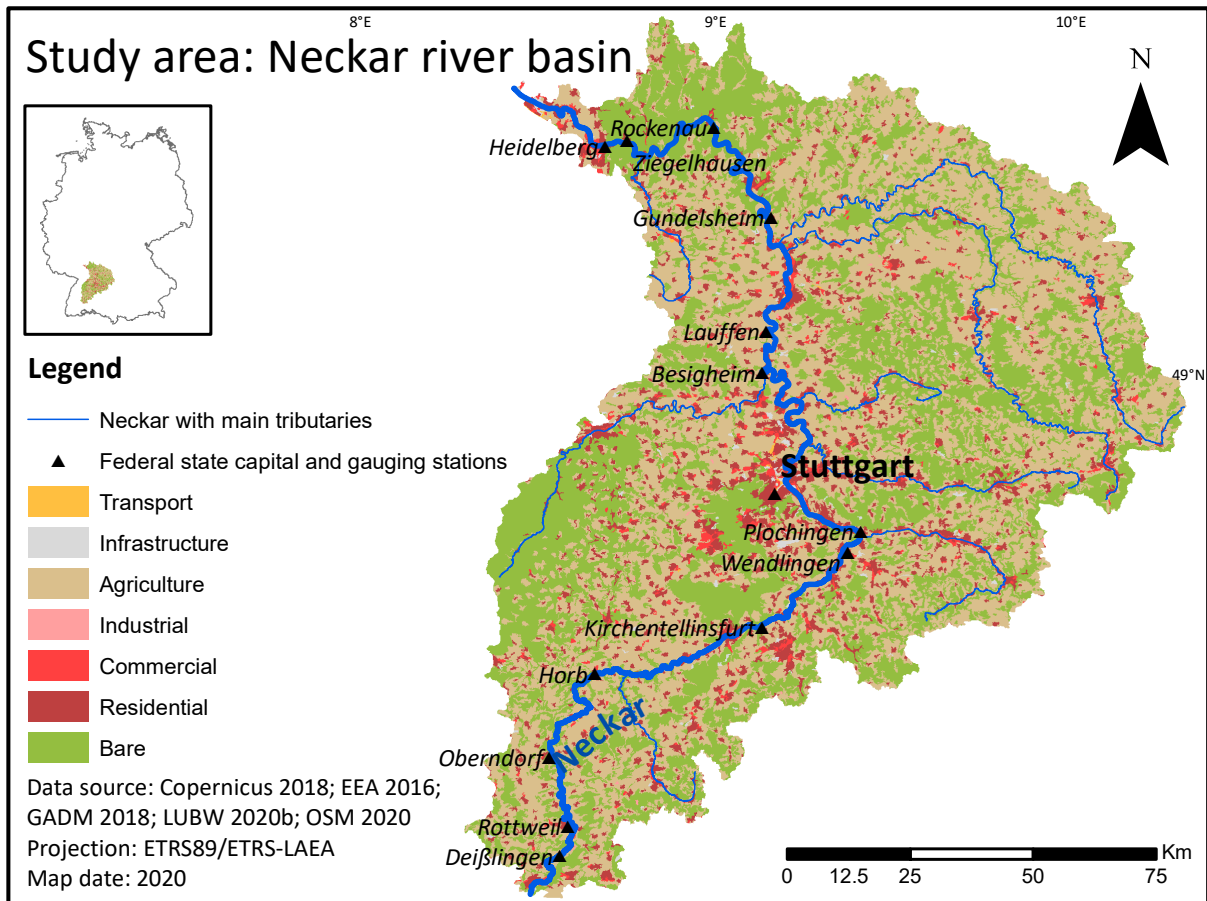 8°E
9°E
10°E
Study area: Neckar river basin
N
Rockenau
Heidelberg
Ziegelhausen
Gundelsheim
Lauffen
Besigheim
49°N
Stuttgart
Plochingen
Wendlingen
Kirchentellinsfurt
Horb
Neckar
Oberndorf
Rottweil
Deißlingen
Legend
Neckar with main tributaries
Federal state capital and gauging stations
Transport
Infrastructure
Agriculture
Industrial
Commercial
Residential
Bare
Data source: Copernicus 2018; EEA 2016;
GADM 2018; LUBW 2020b; OSM 2020
Projection: ETRS89/ETRS-LAEA
Map date: 2020
Km
0 12.5 25 50 75